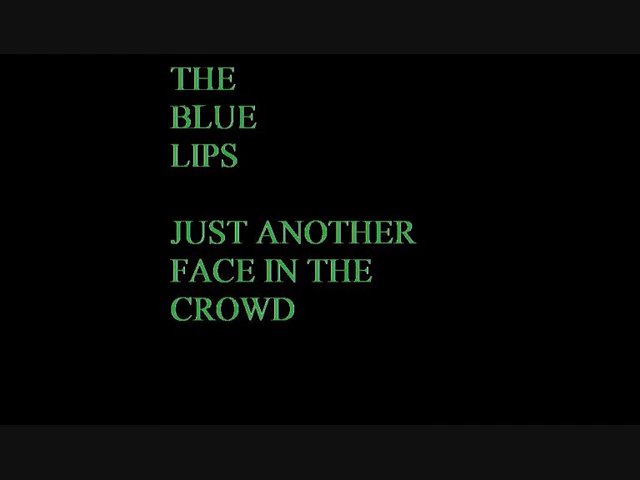 THE
BLUE
LIPS
JUST ANOTHER
FACE IN THE
CROWD